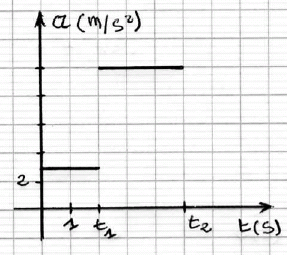 a (m/s²)
2
1 t₁ t₂ t(s)